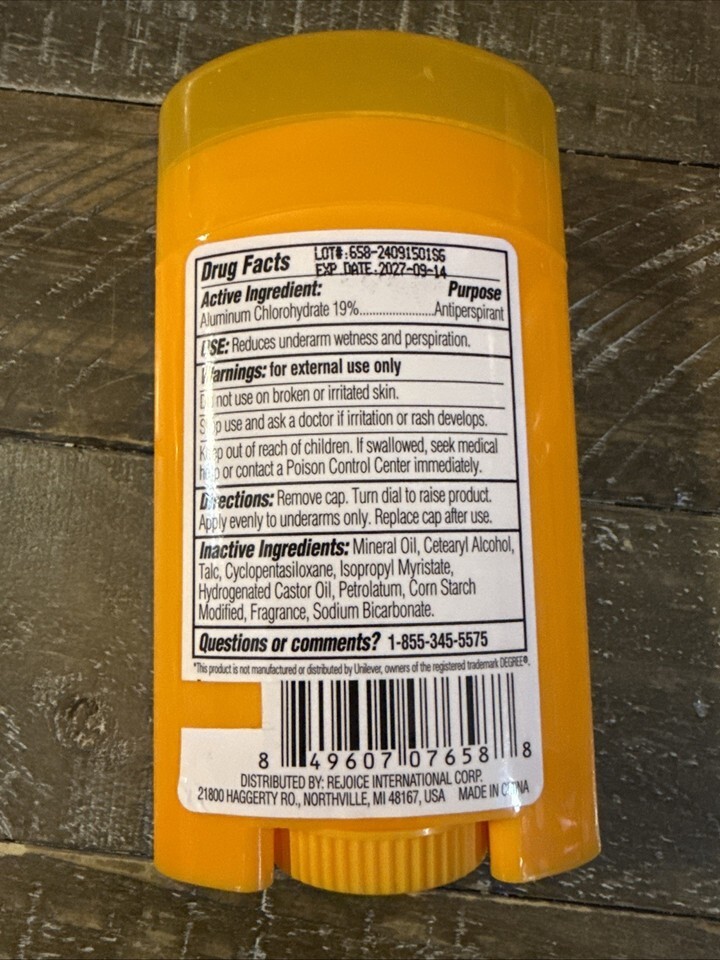 Drug Facts LOT#:658-24091501SG
EXP DATE:2027-09-14
Active Ingredient: Purpose
Aluminum Chlorohydrate 19%......................Antiperspirant
USE: Reduces underarm wetness and perspiration.
Warnings: for external use only
Do not use on broken or irritated skin.
Stop use and ask a doctor if irritation or rash develops.
Keep out of reach of children. If swallowed, seek medical
help or contact a Poison Control Center immediately.
Directions: Remove cap. Turn dial to raise product.
Apply evenly to underarms only. Replace cap after use.
Inactive Ingredients: Mineral Oil, Cetearyl Alcohol,
Talc, Cyclopentasiloxane, Isopropyl Myristate,
Hydrogenated Castor Oil, Petrolatum, Corn Starch
Modified, Fragrance, Sodium Bicarbonate.
Questions or comments? 1-855-345-5575
*This product is not manufactured or distributed by Unilever, owners of the registered trademark DEGREE®.
8 49607 07658 8
DISTRIBUTED BY: REJOICE INTERNATIONAL CORP.
21800 HAGGERTY RO., NORTHVILLE, MI 48167, USA MADE IN CHINA